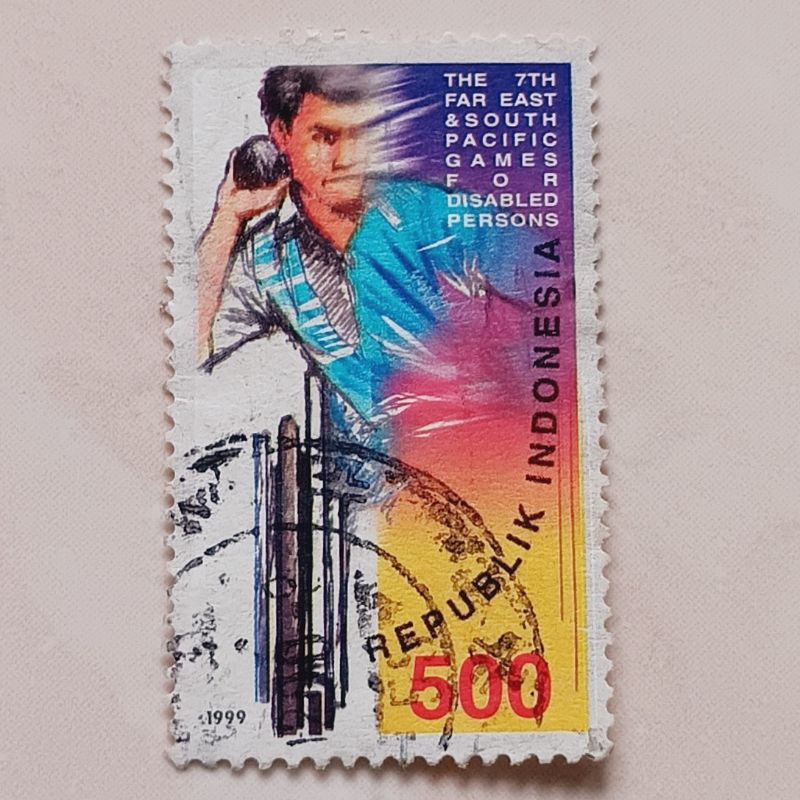 THE 7TH
FAR EAST
& SOUTH
PACIFIC
GAMES
FOR
DISABLED
PERSONS
REPUBLIK INDONESIA
500
1999